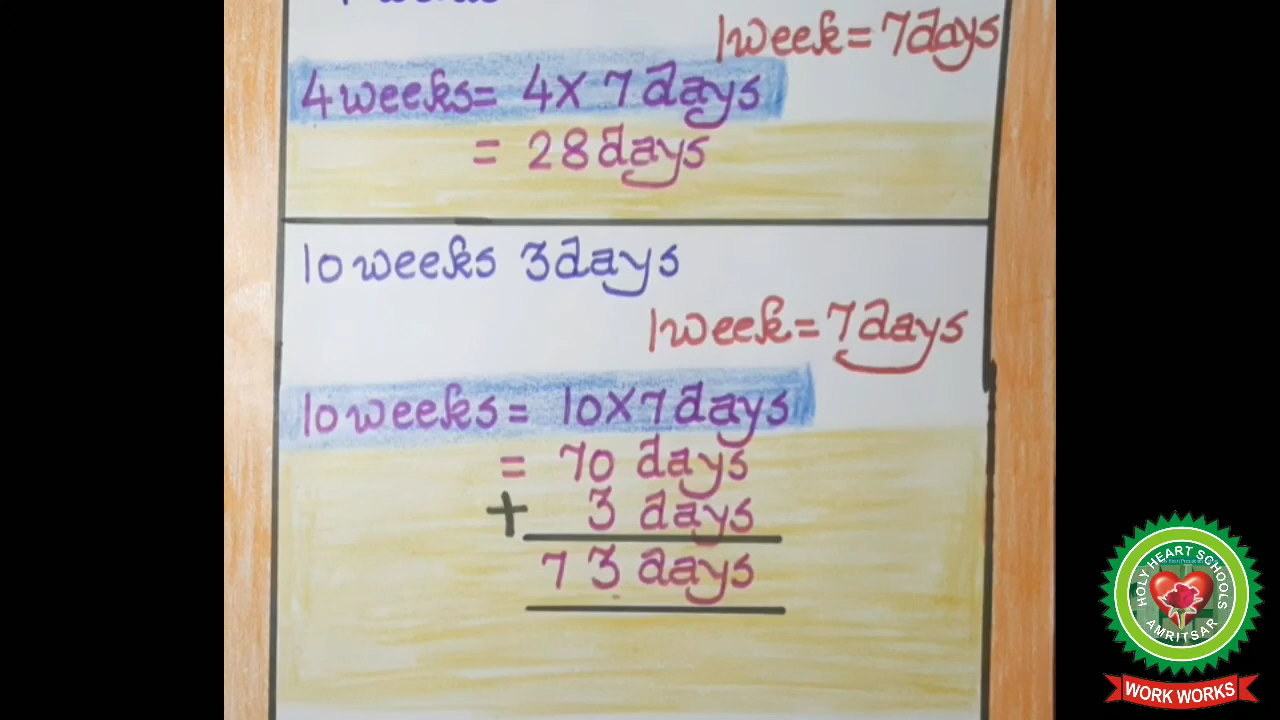 1week = 7days
4weeks = 4X 7days
= 28days
10weeks 3days
1week = 7days
10weeks = 10X7days
= 70 days
+ 3 days
73 days
HOLY HEART SCHOOLS
AMRITSAR
WORK WORKS